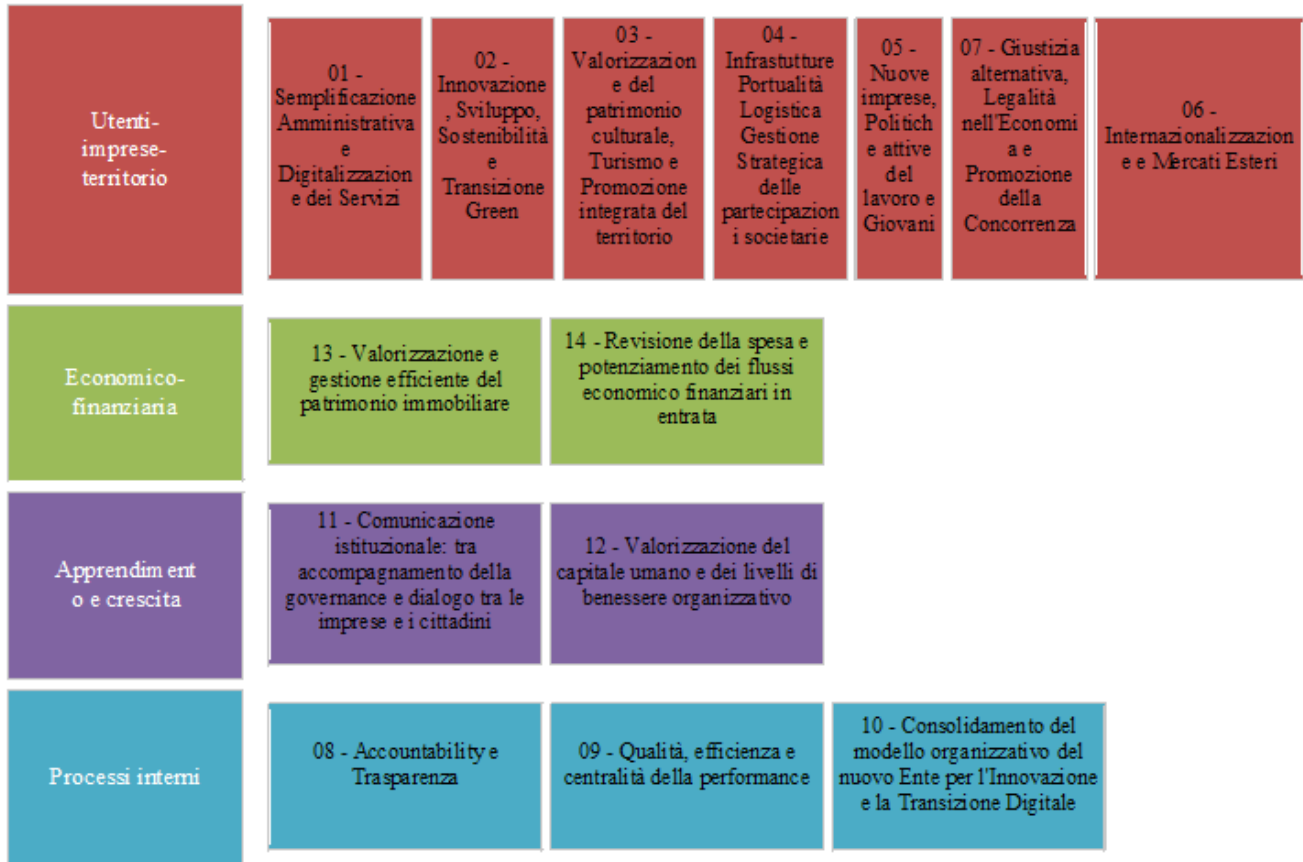 Utenti-
imprese-
territorio
01 -
Semplificazione
Amministrativa
e
Digitalizzazion
e dei Servizi
02 -
Innovazione
, Sviluppo,
Sostenibilità
e
Transizione
Green
03 -
Valorizzazion
e del
patrimonio
culturale,
Turismo e
Promozione
integrata del
territorio
04 -
Infrastutture
Portualità
Logistica
Gestione
Strategica
delle
partecipazion
i societarie
05 -
Nuove
imprese,
Politich
e attive
del
lavoro e
Giovani
07 - Giustizia
alternativa,
Legalità
nell'Economi
a e
Promozione
della
Concorrenza
06 -
Internazionalizzazion
e e Mercati Esteri
Economico-
finanziaria
13 - Valorizzazione e
gestione efficiente del
patrimonio immobiliare
14 - Revisione della spesa e
potenziamento dei flussi
economico finanziari in
entrata
Apprendiment
o e crescita
11 - Comunicazione
istituzionale: tra
accompagnamento della
governance e dialogo tra le
imprese e i cittadini
12 - Valorizzazione del
capitale umano e dei livelli di
benessere organizzativo
Processi interni
08 - Accountability e
Trasparenza
09 - Qualità, efficienza e
centralità della performance
10 - Consolidamento del
modello organizzativo del
nuovo Ente per l'Innovazione
e la Transizione Digitale